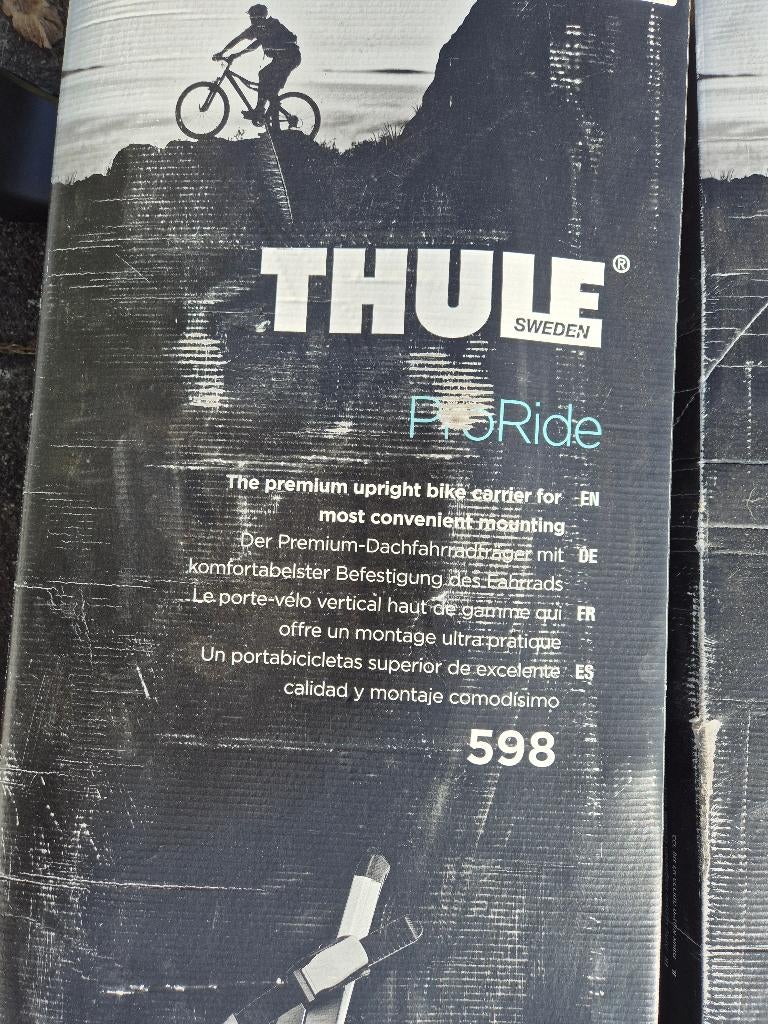 THULE®
SWEDEN
ProRide
The premium upright bike carrier for EN
most convenient mounting
Der Premium-Dachfahrradträger mit DE
komfortabelster Befestigung des Fahrrads
Le porte-vélo vertical haut de gamme qui FR
offre un montage ultra pratique
Un portabicicletas superior de excelente ES
calidad y montaje comodísimo
598